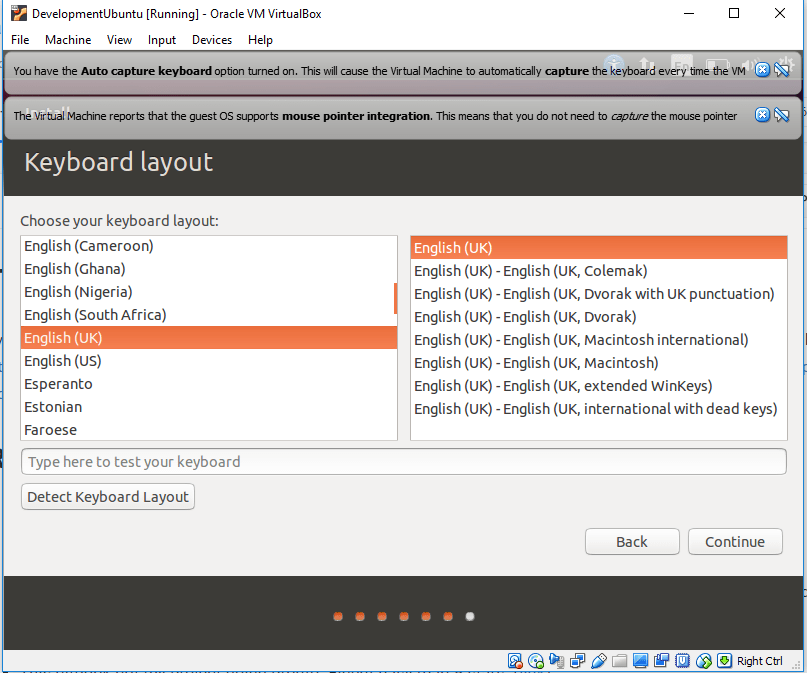 DevelopmentUbuntu [Running] - Oracle VM VirtualBox
File Machine View Input Devices Help
You have the Auto capture keyboard option turned on. This will cause the Virtual Machine to automatically capture the keyboard every time the VM
Install
The Virtual Machine reports that the guest OS supports mouse pointer integration. This means that you do not need to capture the mouse pointer
Keyboard layout
Choose your keyboard layout:
English (Cameroon)
English (Ghana)
English (Nigeria)
English (South Africa)
English (UK)
English (US)
Esperanto
Estonian
Faroese
English (UK)
English (UK) - English (UK, Colemak)
English (UK) - English (UK, Dvorak with UK punctuation)
English (UK) - English (UK, Dvorak)
English (UK) - English (UK, Macintosh international)
English (UK) - English (UK, Macintosh)
English (UK) - English (UK, extended WinKeys)
English (UK) - English (UK, international with dead keys)
Type here to test your keyboard
Detect Keyboard Layout
Back Continue
Right Ctrl